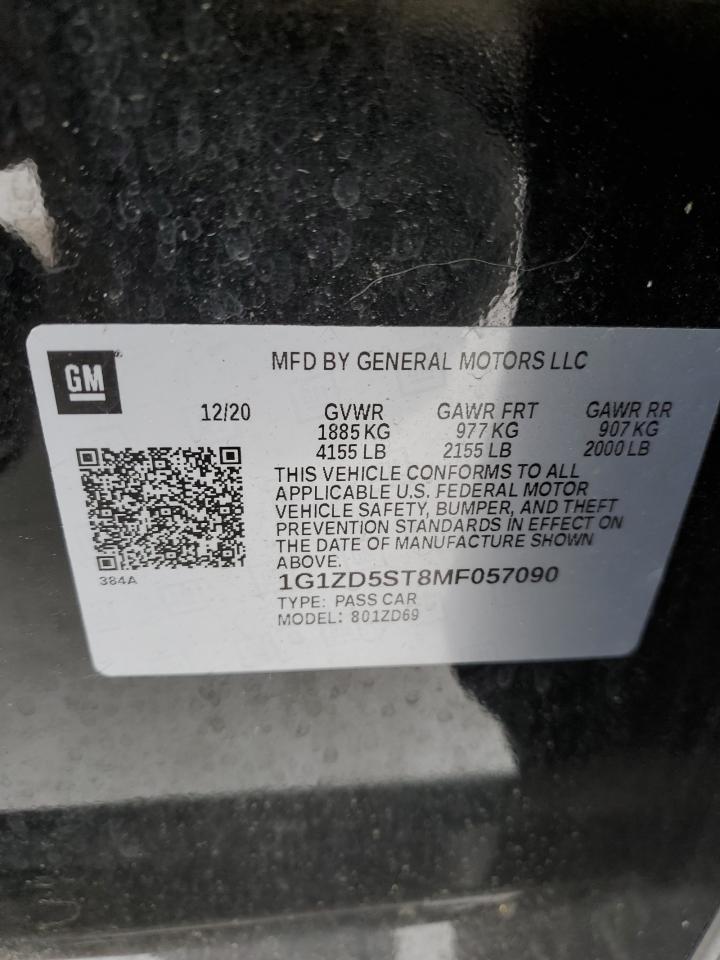 GM
MFD BY GENERAL MOTORS LLC
12/20 GVWR GAWR FRT GAWR RR
1885 KG 977 KG 907 KG
4155 LB 2155 LB 2000 LB
THIS VEHICLE CONFORMS TO ALL
APPLICABLE U.S. FEDERAL MOTOR
VEHICLE SAFETY, BUMPER, AND THEFT
PREVENTION STANDARDS IN EFFECT ON
THE DATE OF MANUFACTURE SHOWN
ABOVE.
384A
1G1ZD5ST8MF057090
TYPE: PASS CAR
MODEL: 801ZD69